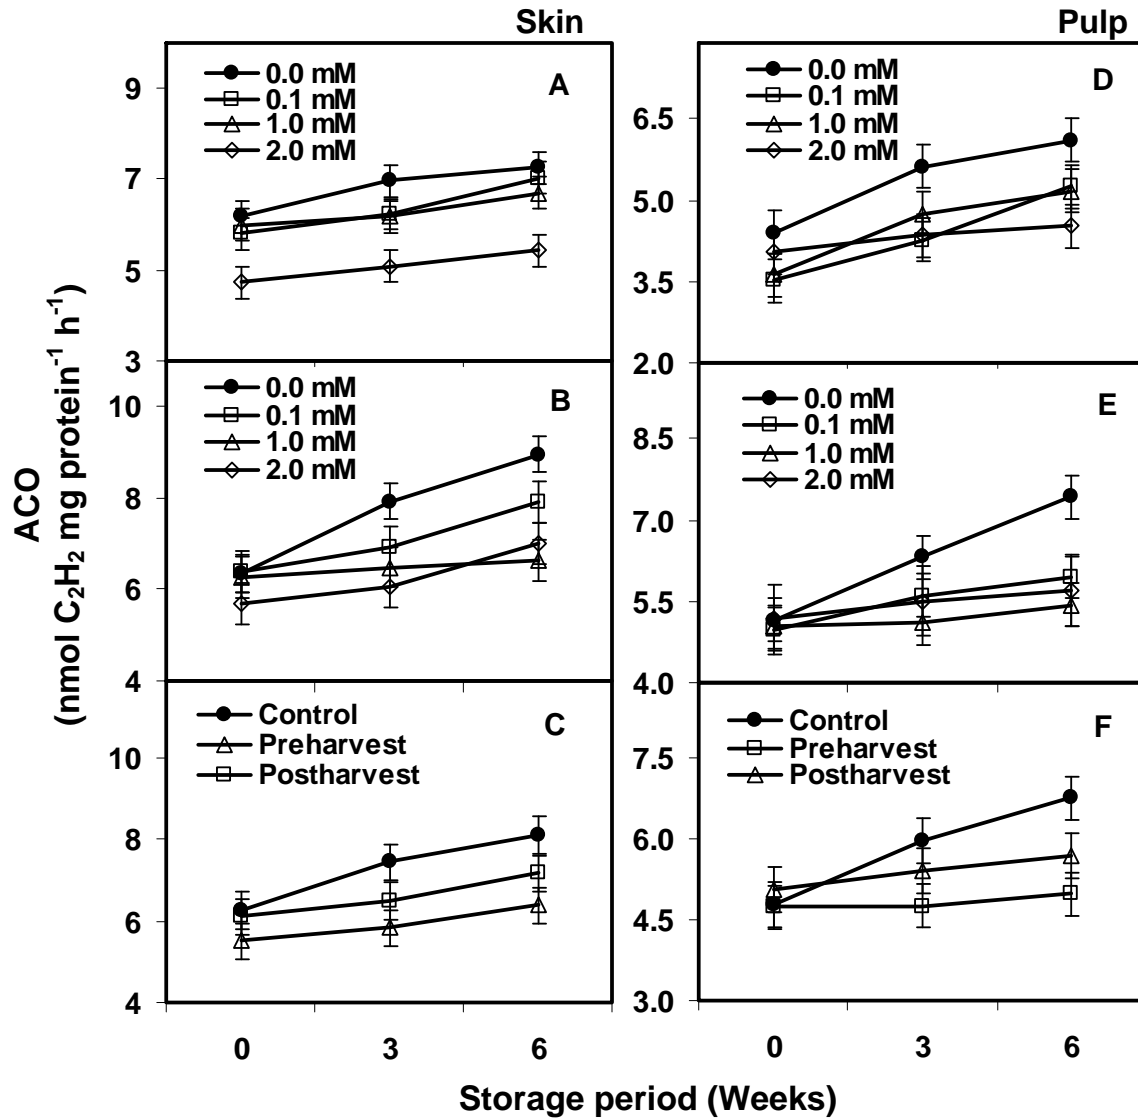 Skin
Pulp
ACO
(nmol C₂H₂ mg protein⁻¹ h⁻¹)
A
0.0 mM
0.1 mM
1.0 mM
2.0 mM
9
7
5
3
D
0.0 mM
0.1 mM
1.0 mM
2.0 mM
6.5
5.0
3.5
2.0
B
0.0 mM
0.1 mM
1.0 mM
2.0 mM
10
8
6
4
E
0.0 mM
0.1 mM
1.0 mM
2.0 mM
8.5
7.0
5.5
4.0
C
Control
Preharvest
Postharvest
10
8
6
4
F
Control
Preharvest
Postharvest
7.5
6.0
4.5
3.0
0 3 6
0 3 6
Storage period (Weeks)